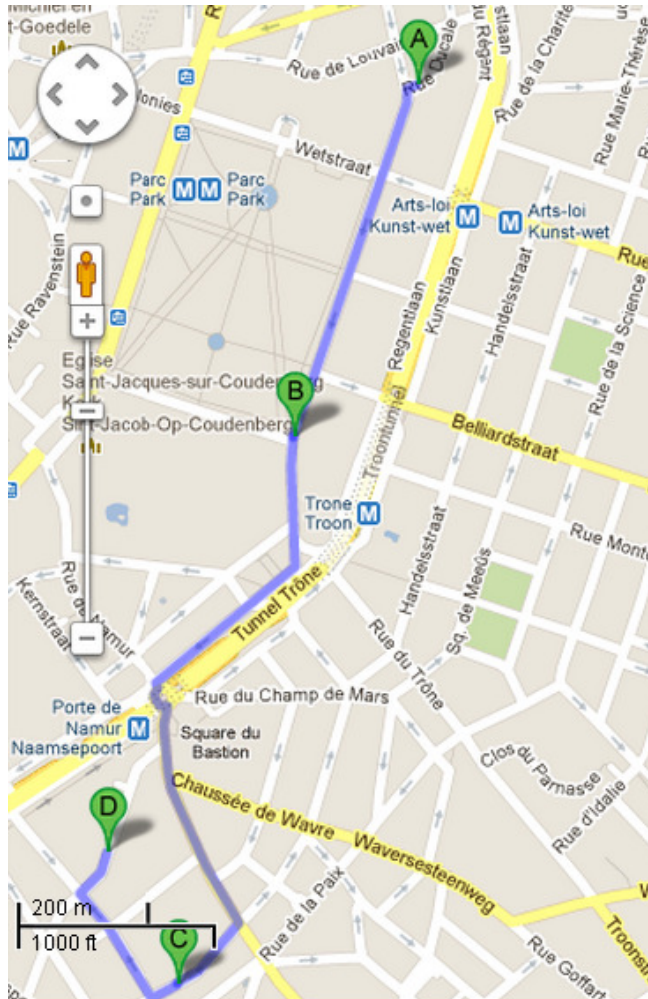 Michiel en
t-Goedele
Rue de Louvain
A
Rue Ducale
du Régent
Rue de la Charité
Rue Marie-Thérèse
onies
Wetstraat
M
Parc
Park
M
M
Parc
Park
Arts-loi
Kunst-wet
M
M
Arts-loi
Kunst-wet
Rue
Rue Ravenstein
Regentlaan
Kunstlaan
Handelsstraat
Rue de la Science
Eglise
Saint-Jacques-sur-Coudenberg
B
Sint-Jacob-Op-Coudenberg
Belliardstraat
Troontunnel
Trone
Troon
M
Rue Monto
Handelsstraat
Sq. de Meeûs
Rue de Namur
Kernstraat
Tunnel Trône
Rue du Trône
Rue du Champ de Mars
Porte de
Namur
Naamsepoort
M
Square du
Bastion
Clos du Parnasse
Rue d'Idalie
Chaussée de Wavre
Waversesteenweg
D
W
200 m
1000 ft
C
Rue de la Paix
Rue Goffart
Troonstr